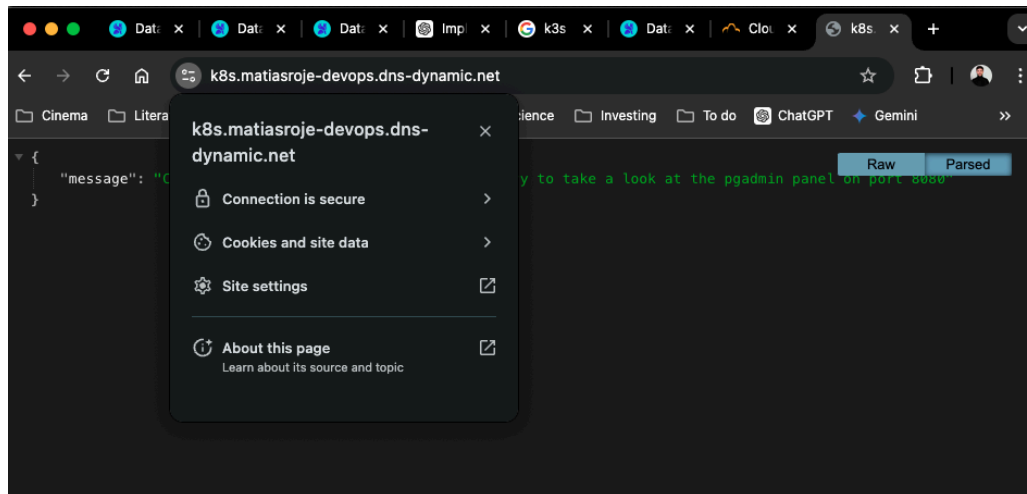 Data Data Data Impl k3s Data Clou k8s.
k8s.matiasroje-devops.dns-dynamic.net
Cinema Litera ience Investing To do ChatGPT Gemini »
k8s.matiasroje-devops.dns-
dynamic.net
Connection is secure
Cookies and site data
Site settings
About this page
Learn about its source and topic
Raw Parsed
{
"message": "C y to take a look at the pgadmin panel on port 8080"
}